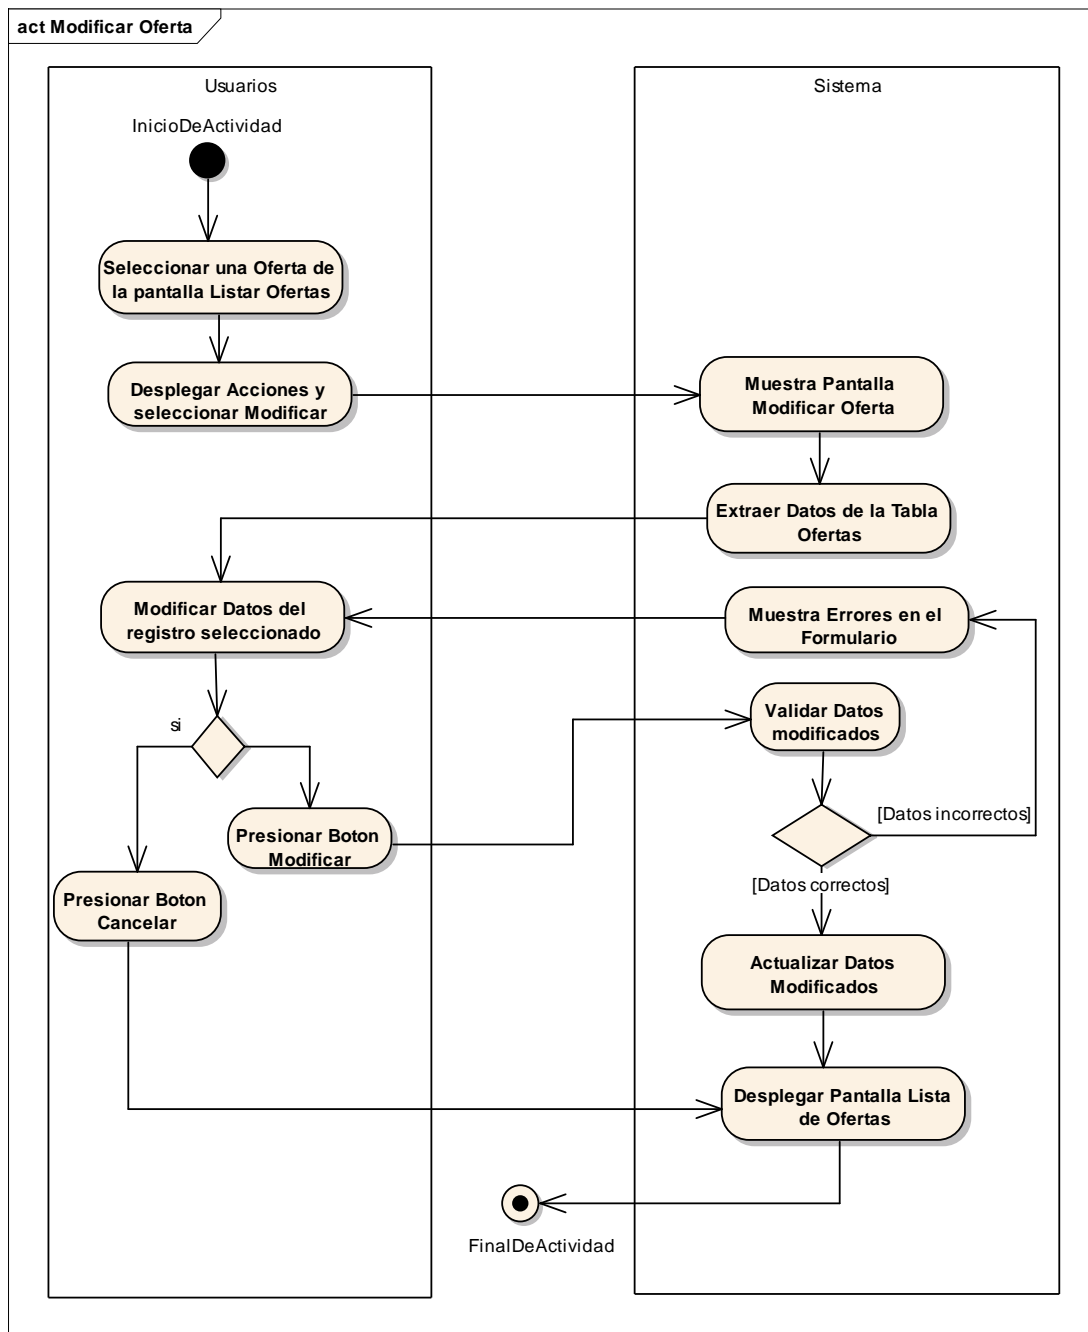 act Modificar Oferta
Usuarios
Sistema
InicioDeActividad
Seleccionar una Oferta de
la pantalla Listar Ofertas
Desplegar Acciones y
seleccionar Modificar
Muestra Pantalla
Modificar Oferta
Extraer Datos de la Tabla
Ofertas
Modificar Datos del
registro seleccionado
Muestra Errores en el
Formulario
si
Validar Datos
modificados
Presionar Boton
Modificar
[Datos incorrectos]
Presionar Boton
Cancelar
[Datos correctos]
Actualizar Datos
Modificados
Desplegar Pantalla Lista
de Ofertas
FinalDeActividad